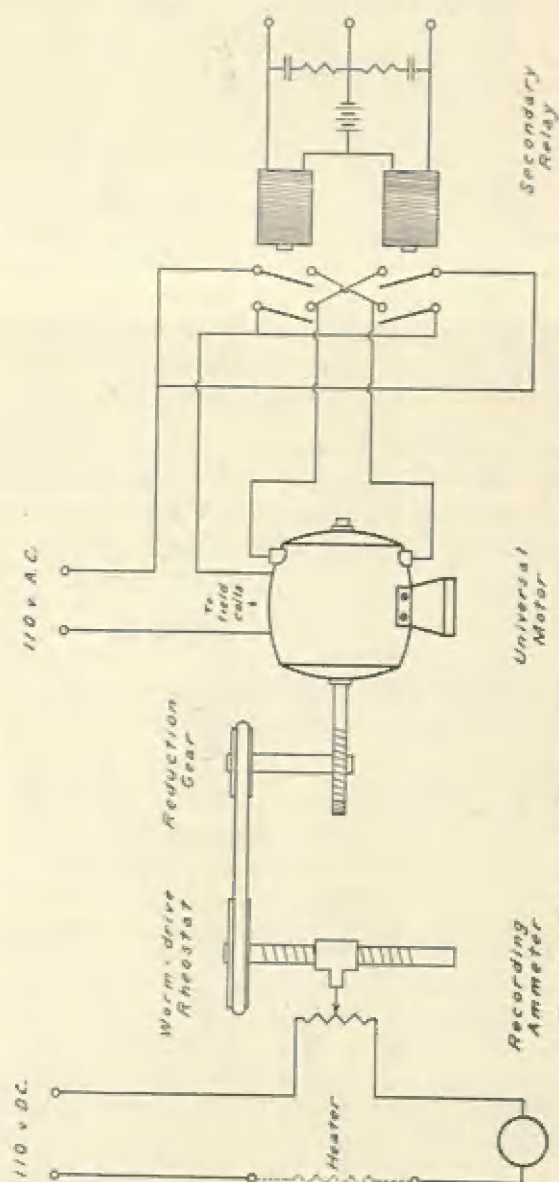 110 v D.C.
Heater
Recording
Ammeter
Worm-drive
Rheostat
Reduction
Gear
110 v A.C.
To
field
coils
Universal
Motor
Secondary
Relay